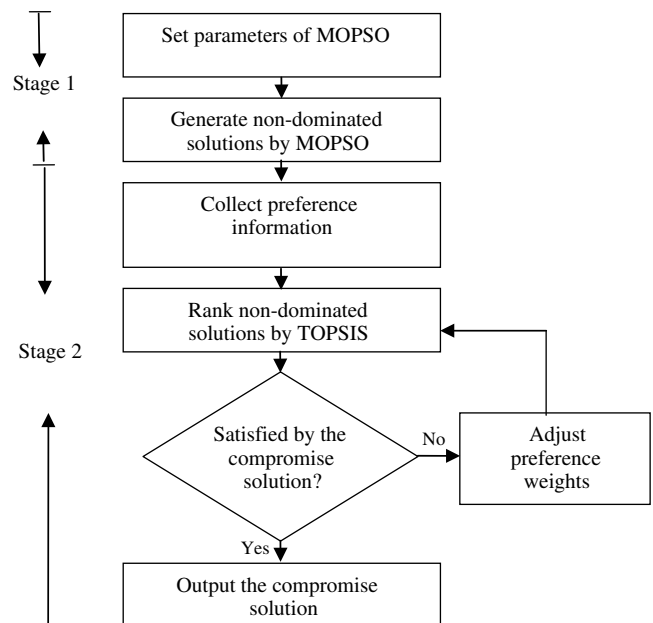 Set parameters of MOPSO
Stage 1
Generate non-dominated
solutions by MOPSO
Collect preference
information
Rank non-dominated
solutions by TOPSIS
Stage 2
Satisfied by the
compromise
solution?
No
Adjust
preference
weights
Yes
Output the compromise
solution